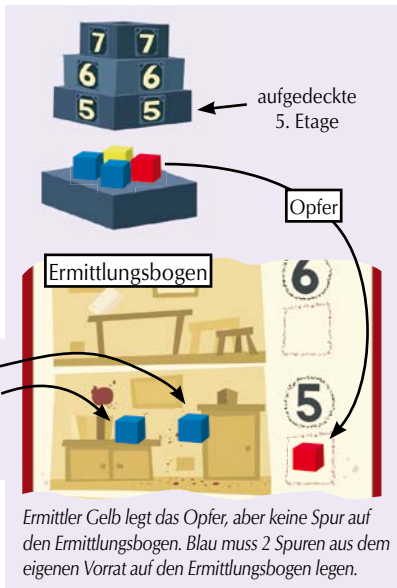 7 7
6 6
5 5
aufgedeckte
5. Etage
Opfer
Ermittlungsbogen
6
5
Ermittler Gelb legt das Opfer, aber keine Spur auf
den Ermittlungsbogen. Blau muss 2 Spuren aus dem
eigenen Vorrat auf den Ermittlungsbogen legen.